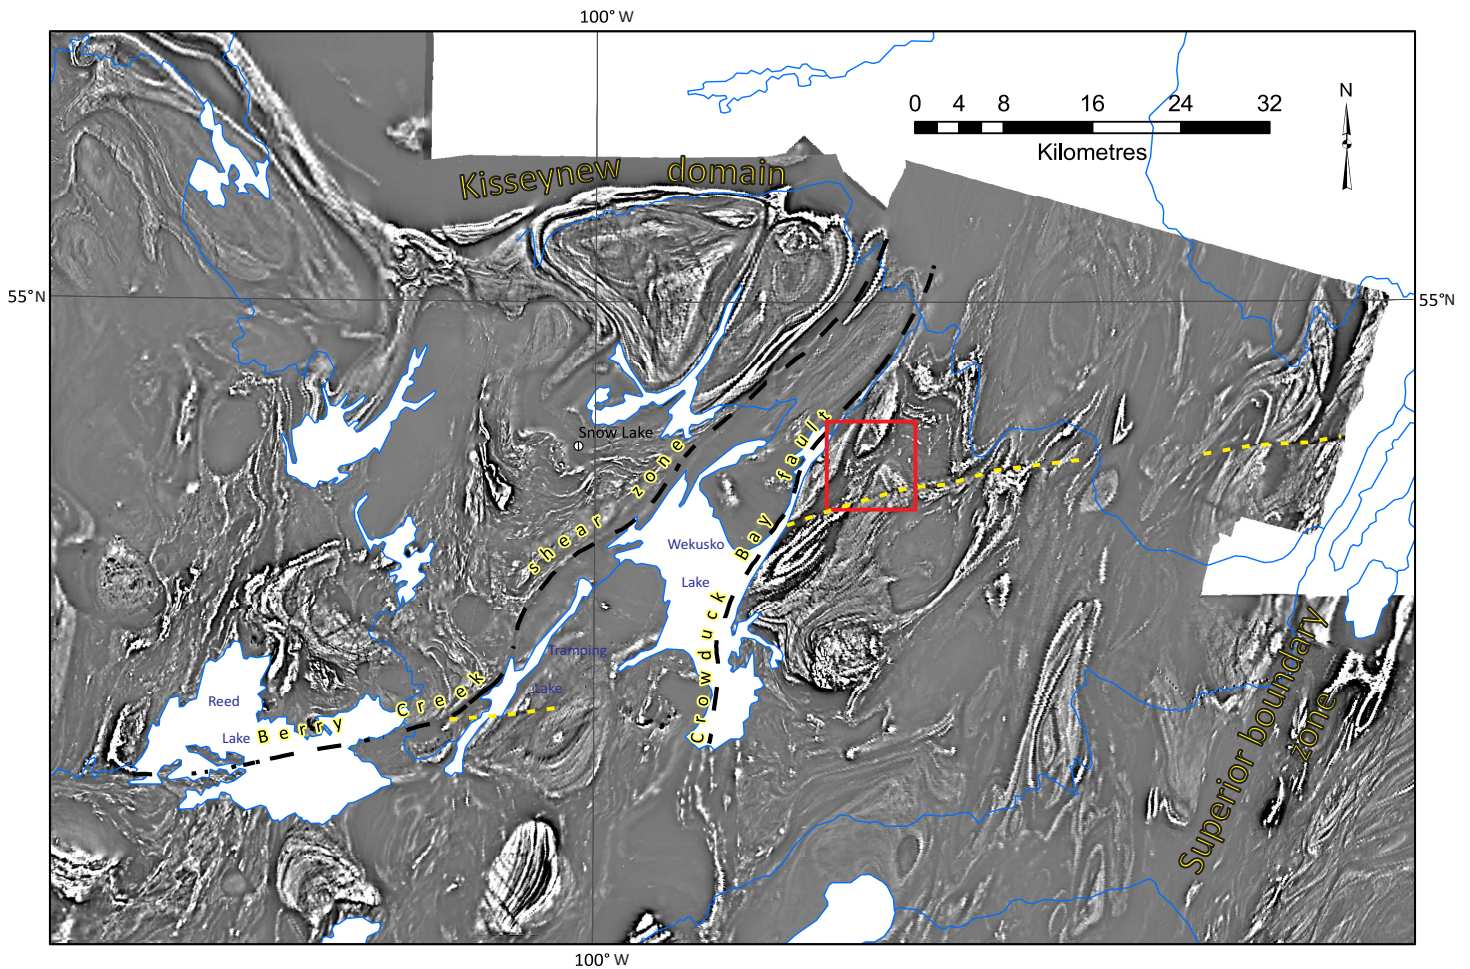 100° W
0 4 8 16 24 32
Kilometres
N
Kisseynew domain
55°N
55°N
Snow Lake
Berry Creek shear zone
Crowduck Bay fault
Wekusko
Lake
Tramping
Lake
Reed
Lake
Superior boundary
zone
100° W